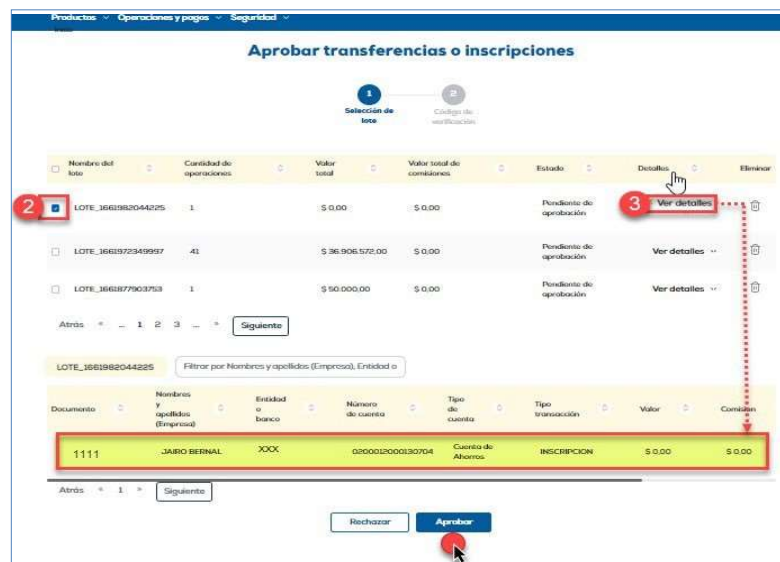 Productos Operaciones y pagos Seguridad
Inicio
Aprobar transferencias o inscripciones
1 2
Selección de lote Código de verificación
Nombre del lote Cantidad de operaciones Valor total Valor total de comisiones Estado Detalles Eliminar
2 LOTE_1661982044225 1 $ 0,00 $ 0,00 Pendiente de aprobación 3 Ver detalles
LOTE_1661972349997 41 $ 36.906.572,00 $ 0,00 Pendiente de aprobación Ver detalles
LOTE_1661877903753 1 $ 50.000,00 $ 0,00 Pendiente de aprobación Ver detalles
Atrás « ... 1 2 3 ... » Siguiente
LOTE_1661982044225 Filtrar por Nombres y apellidos (Empresa), Entidad o
Documento Nombres y apellidos (Empresa) Entidad o banco Número de cuenta Tipo de cuenta Tipo transacción Valor Comisión
1111 JAIRO BERNAL XXX 0200012000130704 Cuenta de Ahorros INSCRIPCION $ 0,00 $ 0,00
Atrás « 1 » Siguiente
Rechazar Aprobar